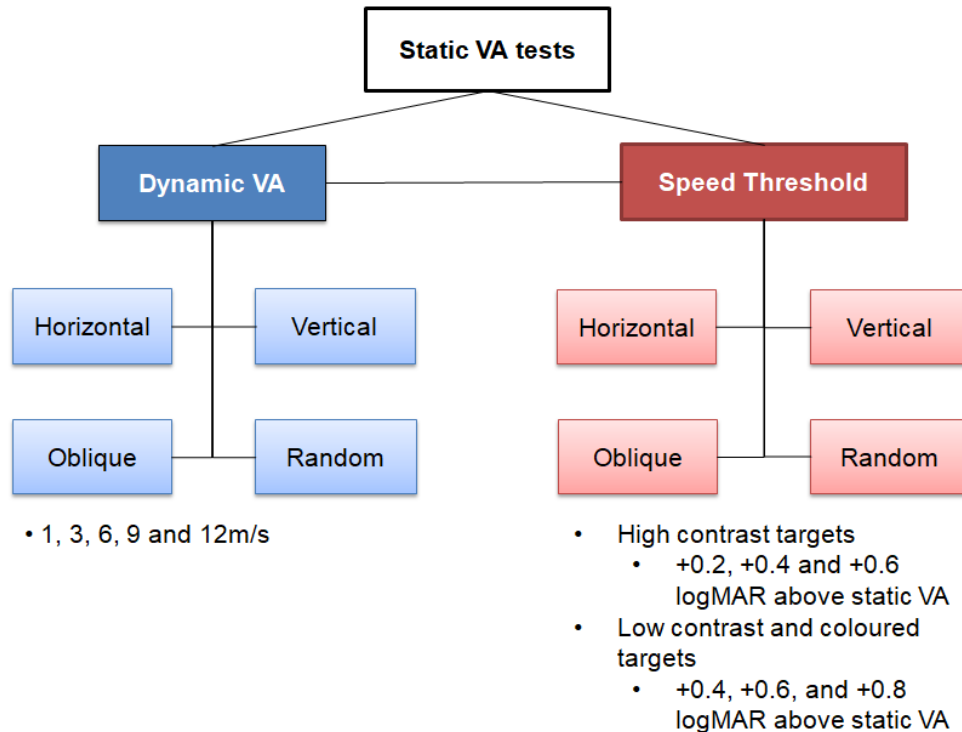 Static VA tests
Dynamic VA
Speed Threshold
Horizontal
Vertical
Oblique
Random
• 1, 3, 6, 9 and 12m/s
Horizontal
Vertical
Oblique
Random
• High contrast targets
• +0.2, +0.4 and +0.6
logMAR above static VA
• Low contrast and coloured
targets
• +0.4, +0.6, and +0.8
logMAR above static VA